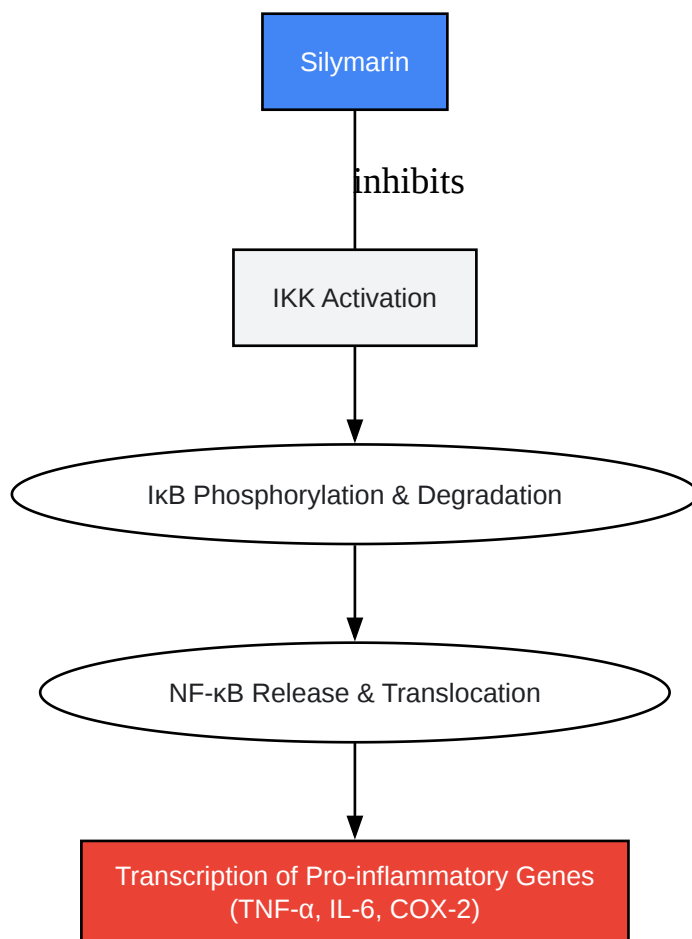 Silymarin
inhibits
IKK Activation
IκB Phosphorylation & Degradation
NF-κB Release & Translocation
Transcription of Pro-inflammatory Genes
(TNF-α, IL-6, COX-2)